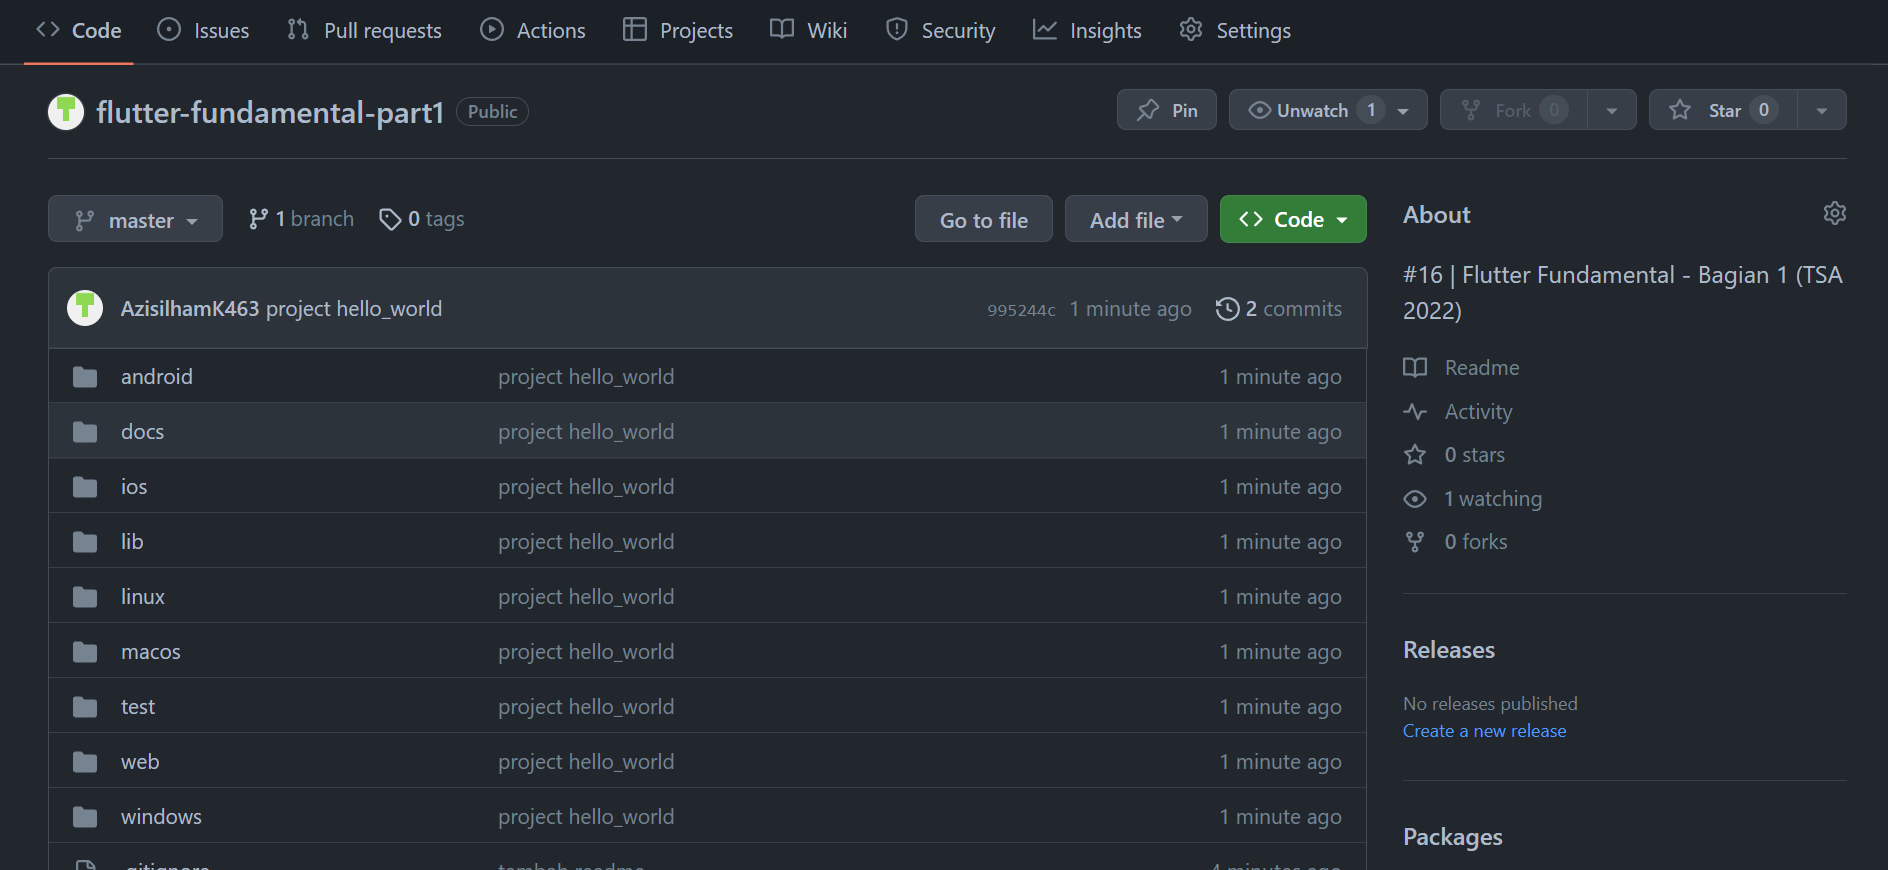 Code Issues Pull requests Actions Projects Wiki Security Insights Settings
flutter-fundamental-part1 Public Pin Unwatch 1 Fork 0 Star 0
master 1 branch 0 tags Go to file Add file Code
AzisilhamK463 project hello_world 995244c 1 minute ago 2 commits
android project hello_world 1 minute ago
docs project hello_world 1 minute ago
ios project hello_world 1 minute ago
lib project hello_world 1 minute ago
linux project hello_world 1 minute ago
macos project hello_world 1 minute ago
test project hello_world 1 minute ago
web project hello_world 1 minute ago
windows project hello_world 1 minute ago
.gitignore tambah readme 4 minutes ago
About
#16 | Flutter Fundamental - Bagian 1 (TSA
2022)
Readme
Activity
0 stars
1 watching
0 forks
Releases
No releases published
Create a new release
Packages